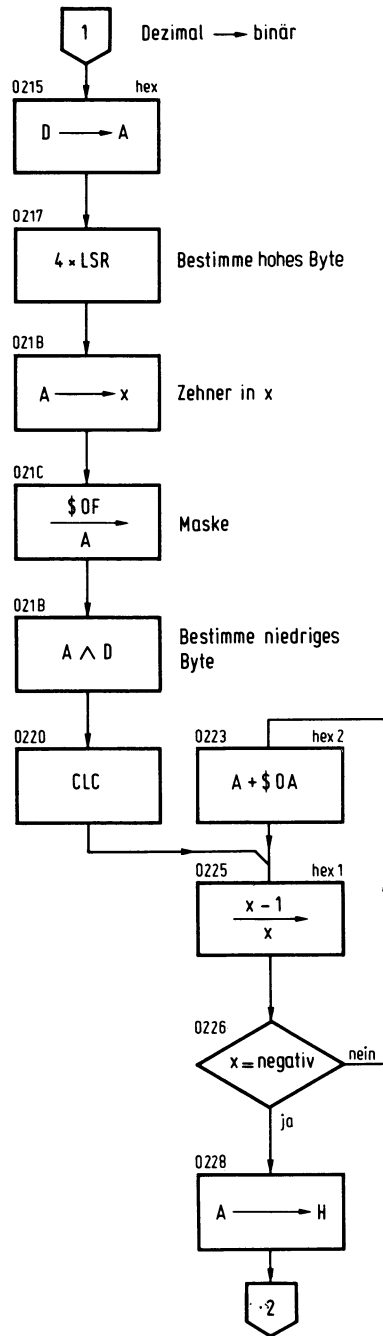 1
Dezimal → binär
0215 hex
D → A
0217
4 × LSR
Bestimme hohes Byte
021B
A → x
Zehner in x
021C
$0F
A
Maske
021B
A ∧ D
Bestimme niedriges
Byte
0220
CLC
0223 hex 2
A + $0A
0225 hex 1
x - 1
x
0226
x = negativ
nein
ja
0228
A → H
2